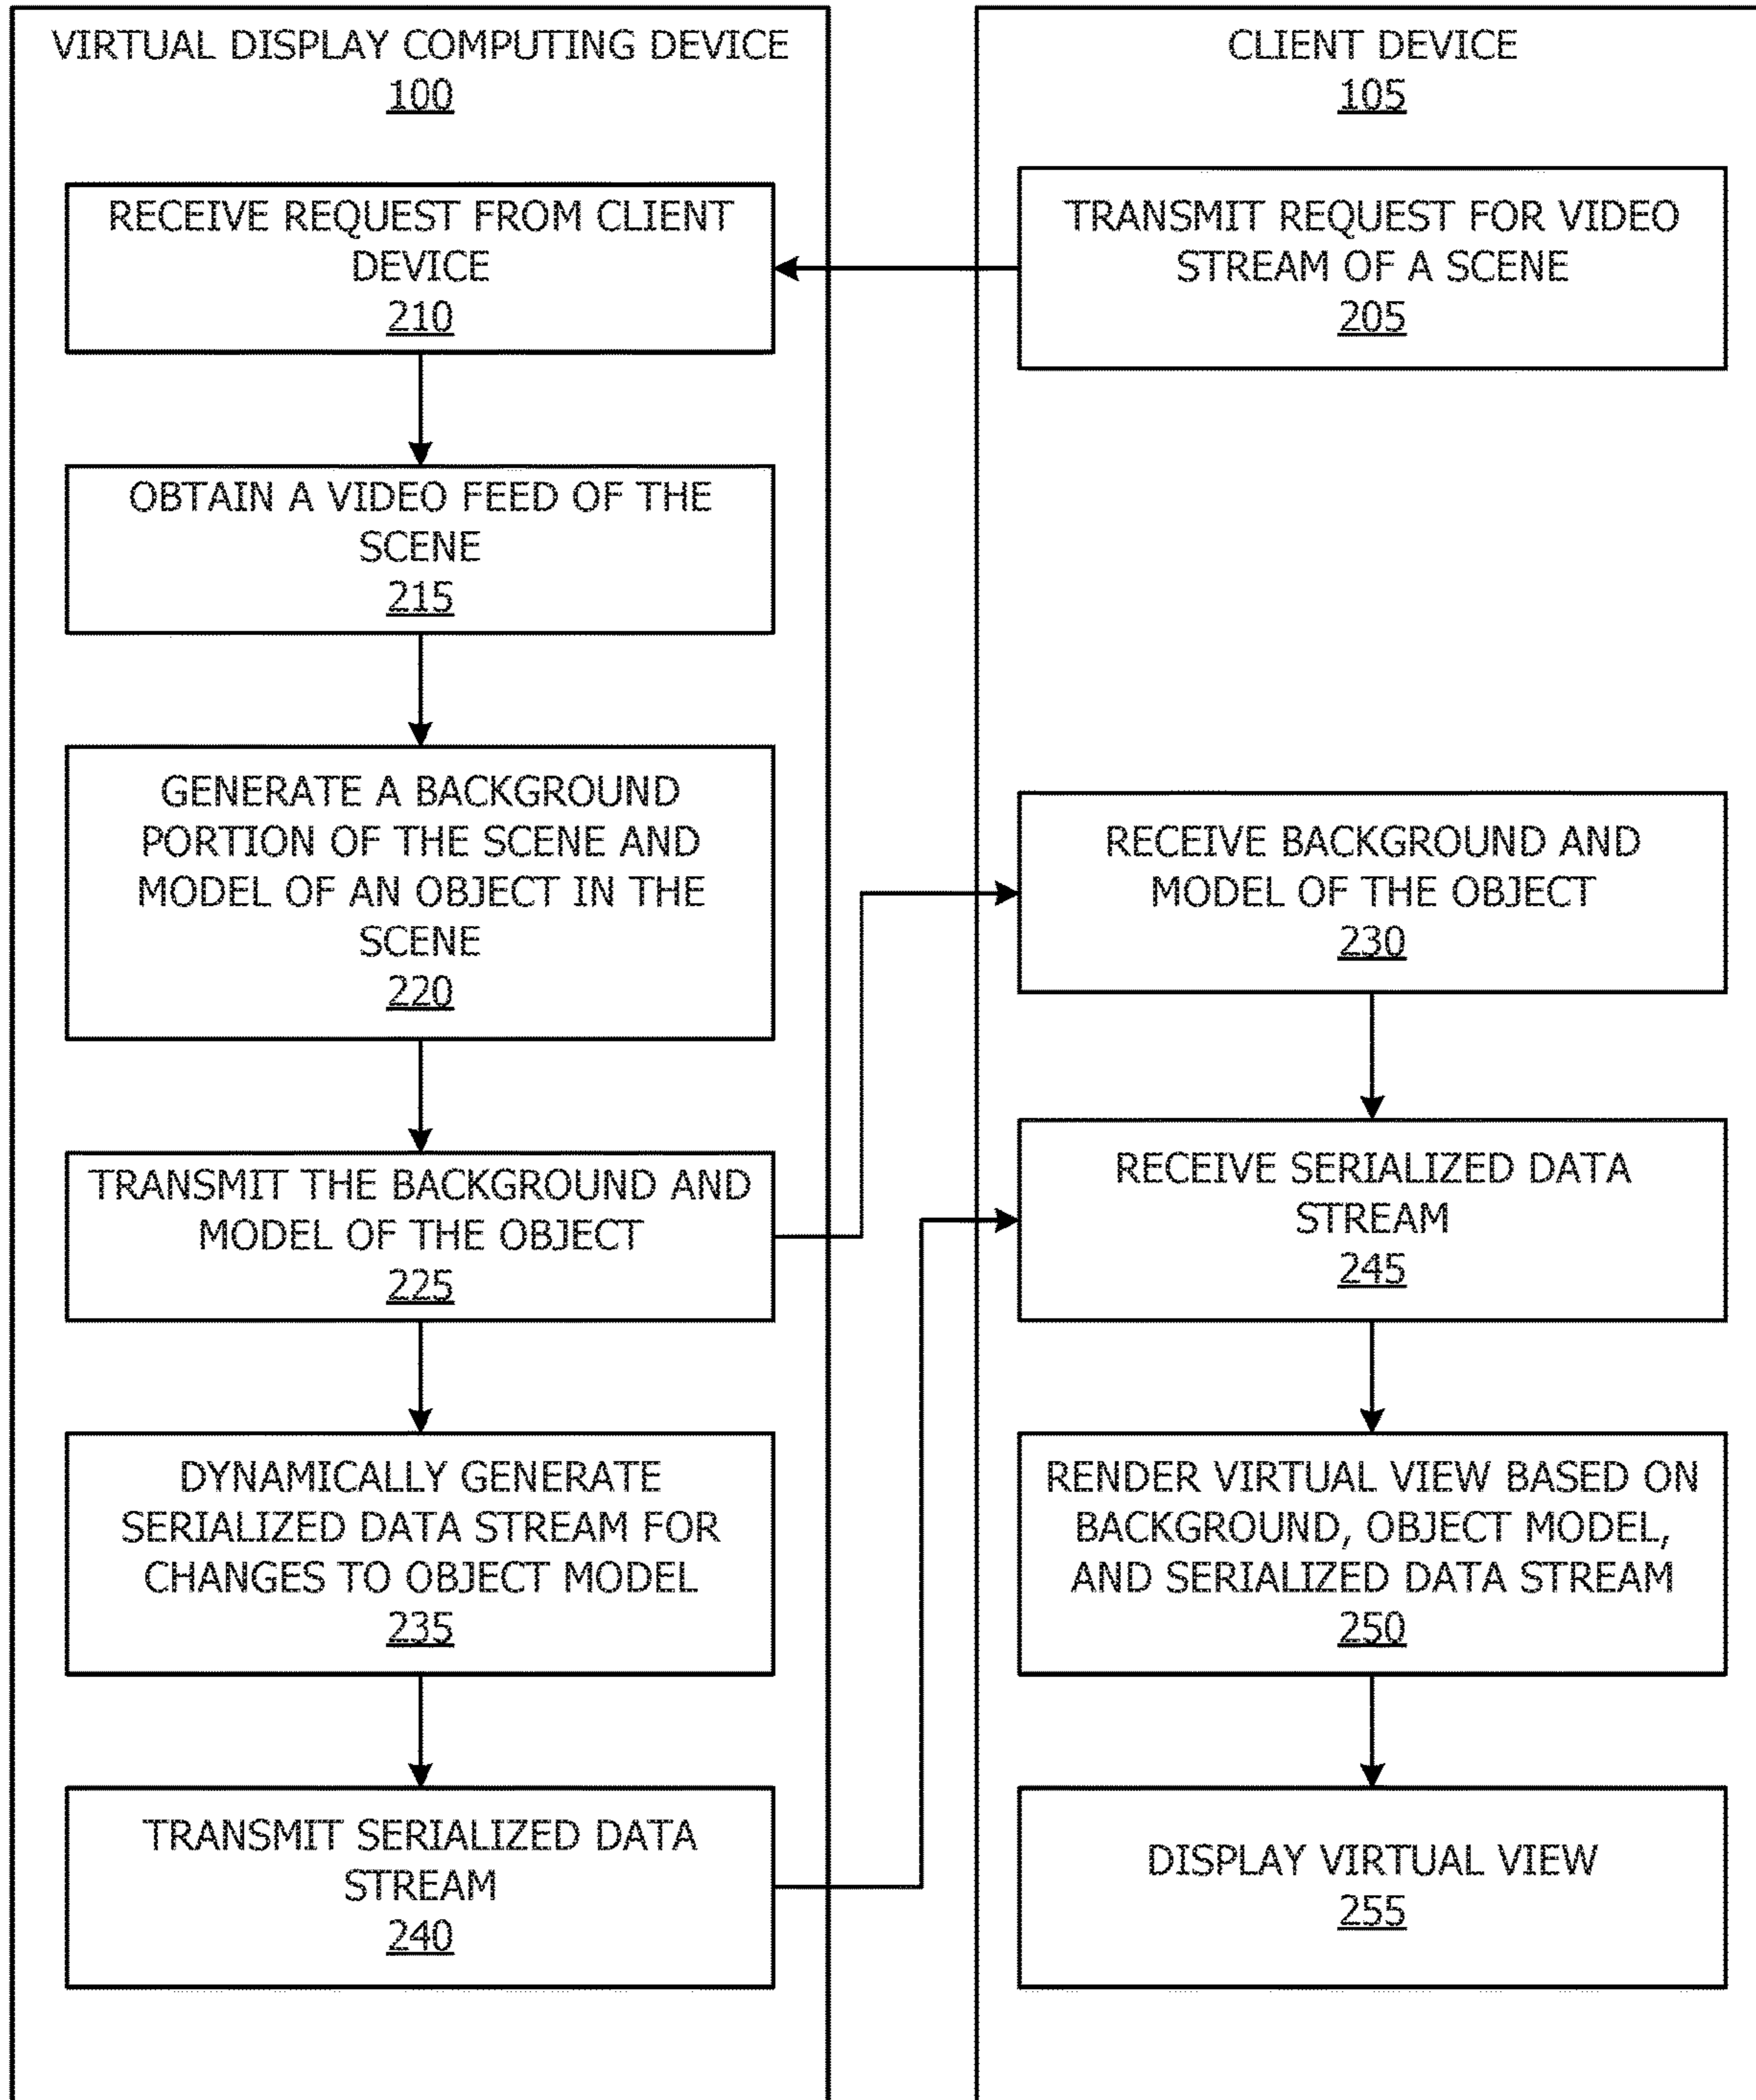 VIRTUAL DISPLAY COMPUTING DEVICE
100
RECEIVE REQUEST FROM CLIENT
DEVICE
210
OBTAIN A VIDEO FEED OF THE
SCENE
215
GENERATE A BACKGROUND
PORTION OF THE SCENE AND
MODEL OF AN OBJECT IN THE
SCENE
220
TRANSMIT THE BACKGROUND AND
MODEL OF THE OBJECT
225
DYNAMICALLY GENERATE
SERIALIZED DATA STREAM FOR
CHANGES TO OBJECT MODEL
235
TRANSMIT SERIALIZED DATA
STREAM
240
CLIENT DEVICE
105
TRANSMIT REQUEST FOR VIDEO
STREAM OF A SCENE
205
RECEIVE BACKGROUND AND
MODEL OF THE OBJECT
230
RECEIVE SERIALIZED DATA
STREAM
245
RENDER VIRTUAL VIEW BASED ON
BACKGROUND, OBJECT MODEL,
AND SERIALIZED DATA STREAM
250
DISPLAY VIRTUAL VIEW
255